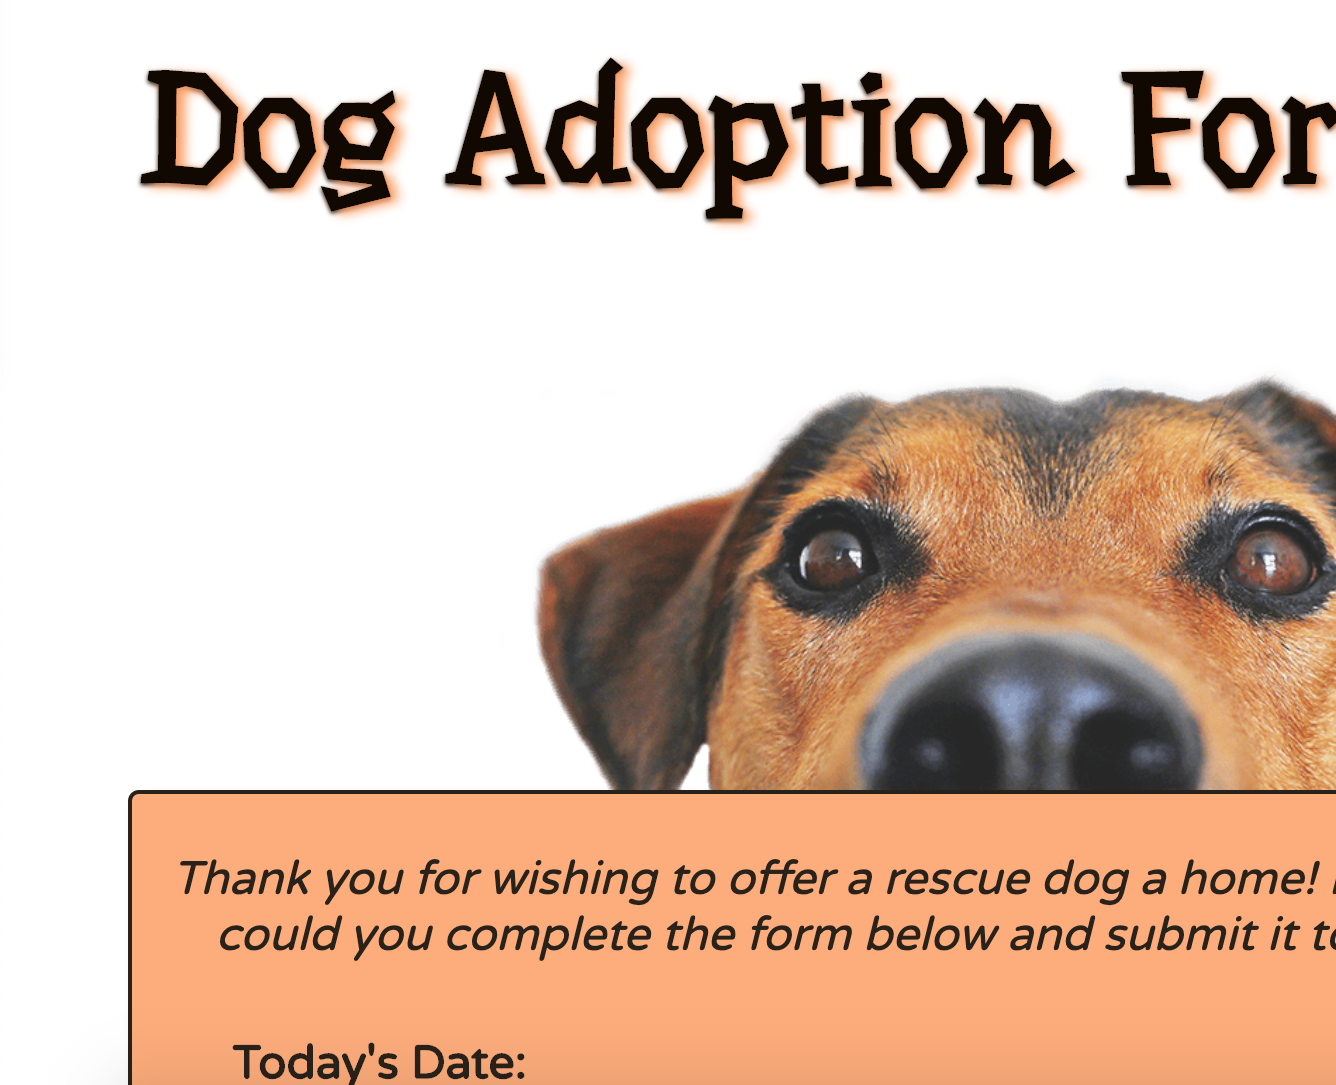 Dog Adoption For
Thank you for wishing to offer a rescue dog a home!
could you complete the form below and submit it to
Today's Date: